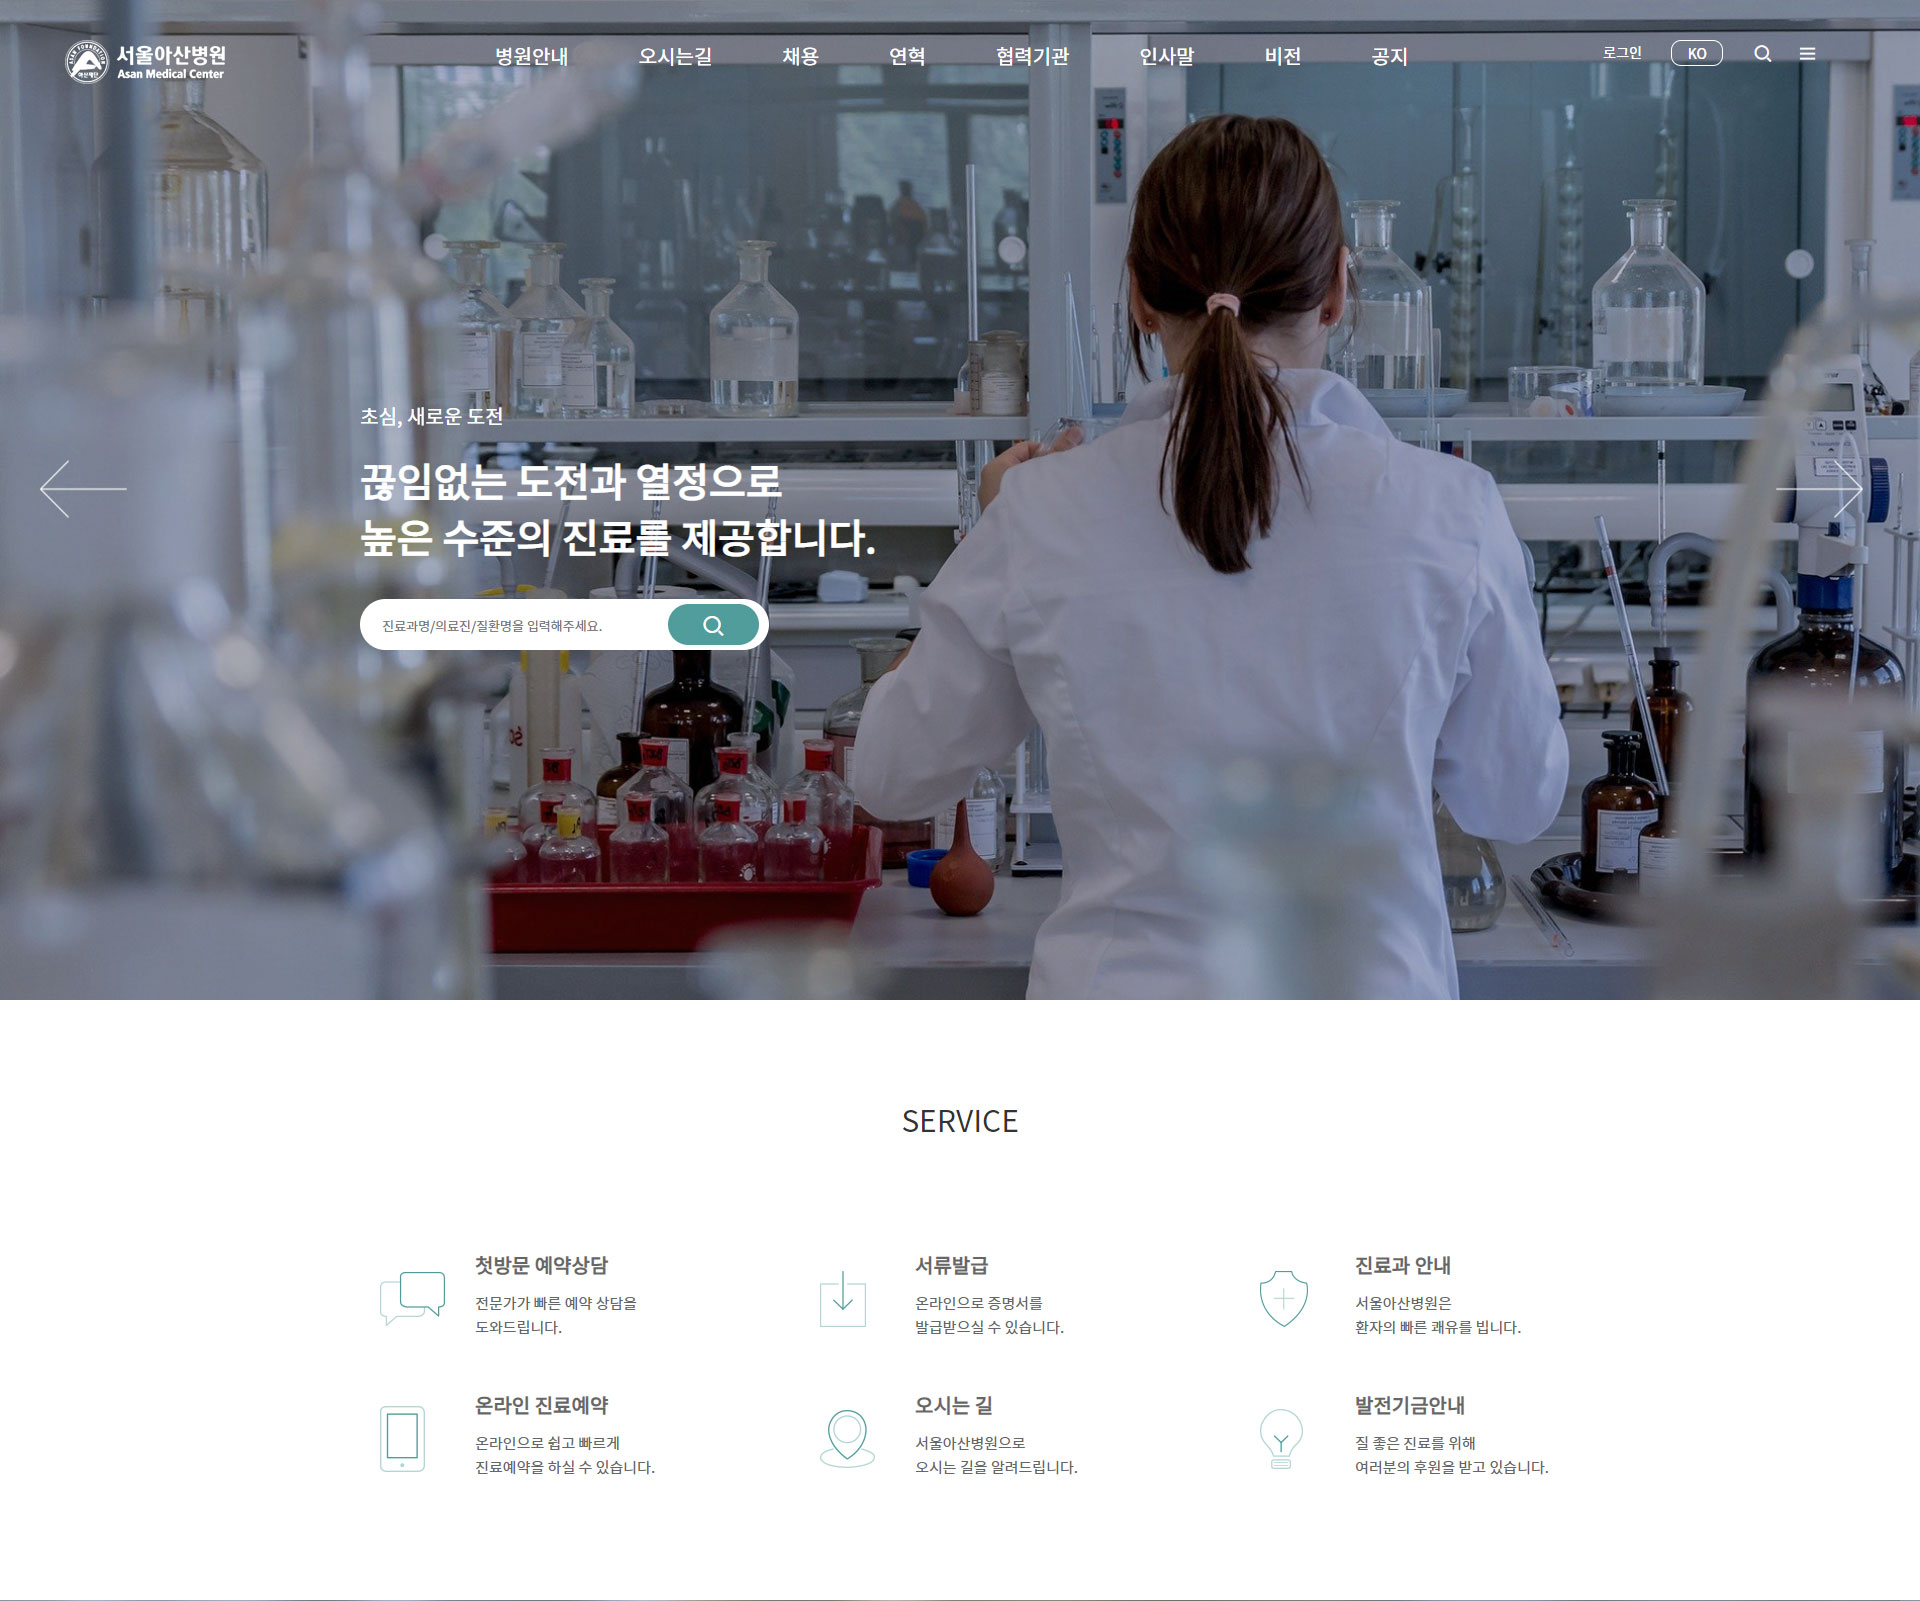 서울아산병원
Asan Medical Center
병원안내 오시는길 채용 연혁 협력기관 인사말 비전 공지
로그인 KO
초심, 새로운 도전
끊임없는 도전과 열정으로
높은 수준의 진료를 제공합니다.
진료과명/의료진/질환명을 입력해주세요.
SERVICE
첫방문 예약상담
전문가가 빠른 예약 상담을
도와드립니다.
서류발급
온라인으로 증명서를
발급받으실 수 있습니다.
진료과 안내
서울아산병원은
환자의 빠른 쾌유를 빕니다.
온라인 진료예약
온라인으로 쉽고 빠르게
진료예약을 하실 수 있습니다.
오시는 길
서울아산병원으로
오시는 길을 알려드립니다.
발전기금안내
질 좋은 진료를 위해
여러분의 후원을 받고 있습니다.